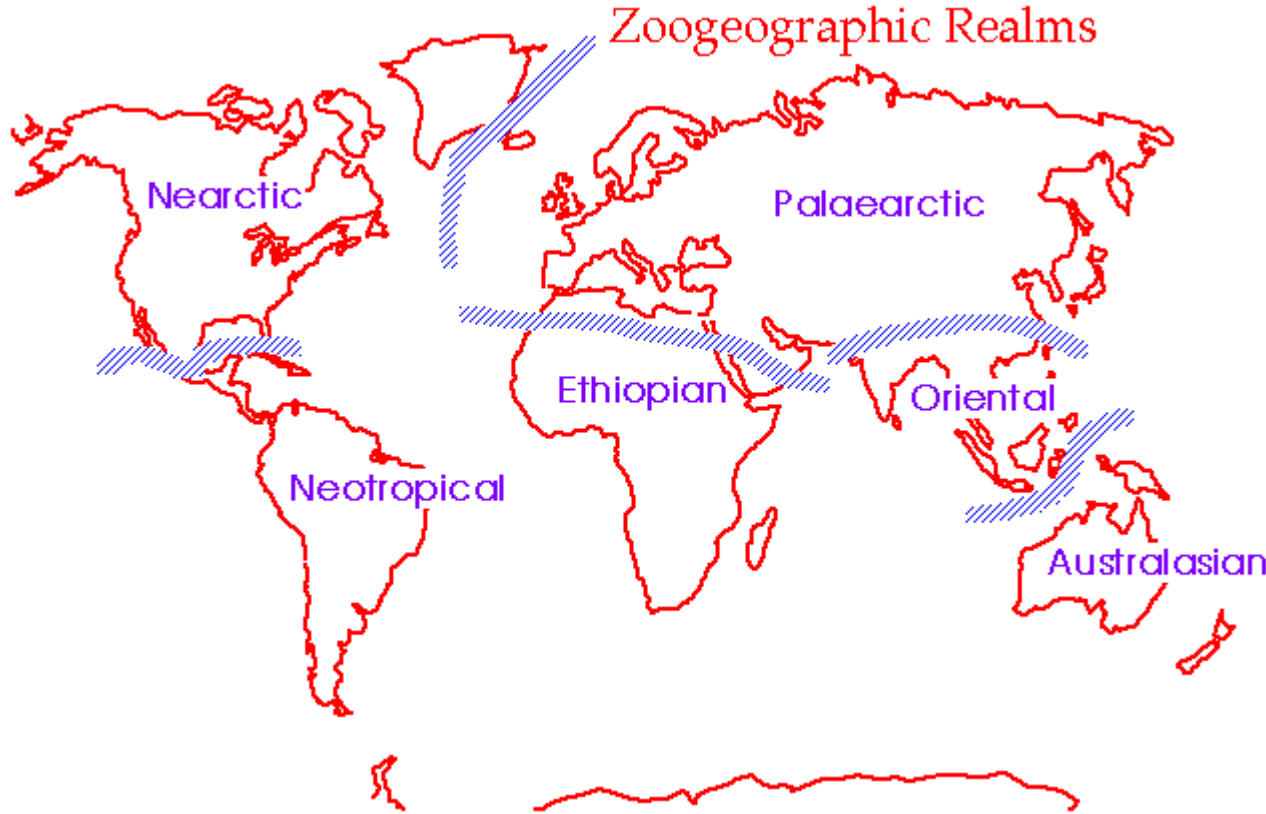 Zoogeographic Realms
Nearctic
Palaearctic
Ethiopian
Oriental
Neotropical
Australasian